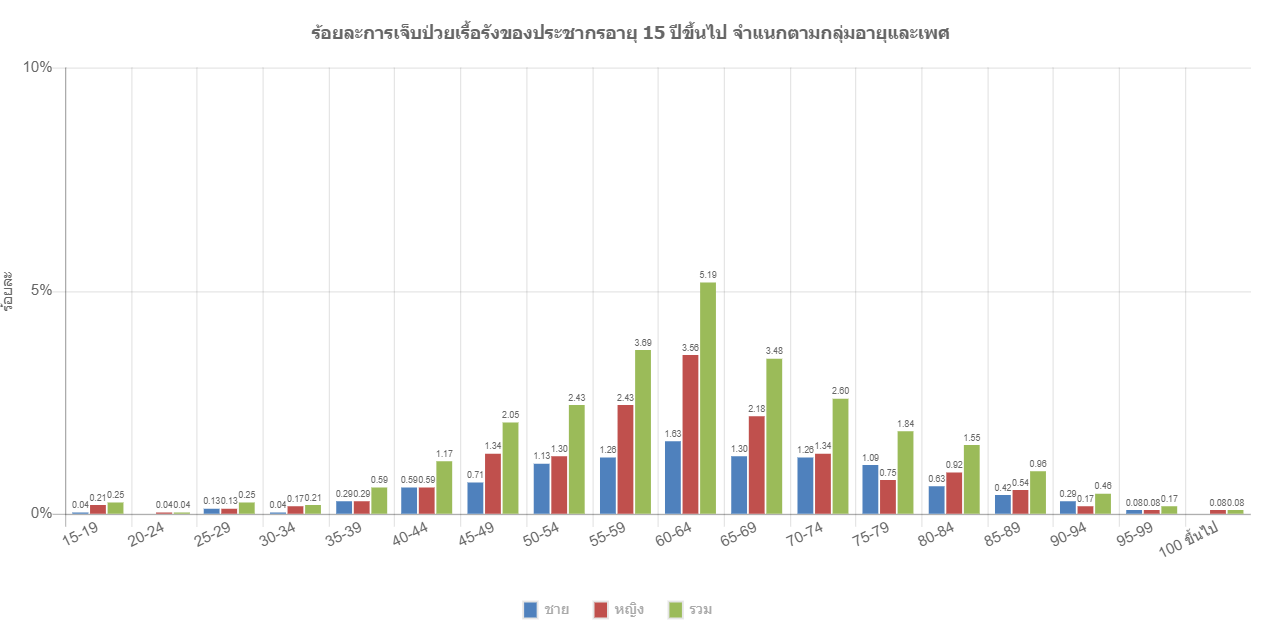 ร้อยละการเจ็บป่วยเรื้อรังของประชากรอายุ 15 ปีขึ้นไป จำแนกตามกลุ่มอายุและเพศ
ร้อยละ
10%
5%
0%
0.04 0.21 0.25
0.04 0.04
0.13 0.13 0.25
0.04 0.17 0.21
0.29 0.29 0.59
0.59 0.59 1.17
0.71 1.34 2.05
1.13 1.30 2.43
1.26 2.43 3.69
1.63 3.56 5.19
1.30 2.18 3.48
1.26 1.34 2.60
1.09 0.75 1.84
0.63 0.92 1.55
0.42 0.54 0.96
0.29 0.17 0.46
0.08 0.08 0.17
0.08 0.08
15-19 20-24 25-29 30-34 35-39 40-44 45-49 50-54 55-59 60-64 65-69 70-74 75-79 80-84 85-89 90-94 95-99 100 ขึ้นไป
ชาย หญิง รวม